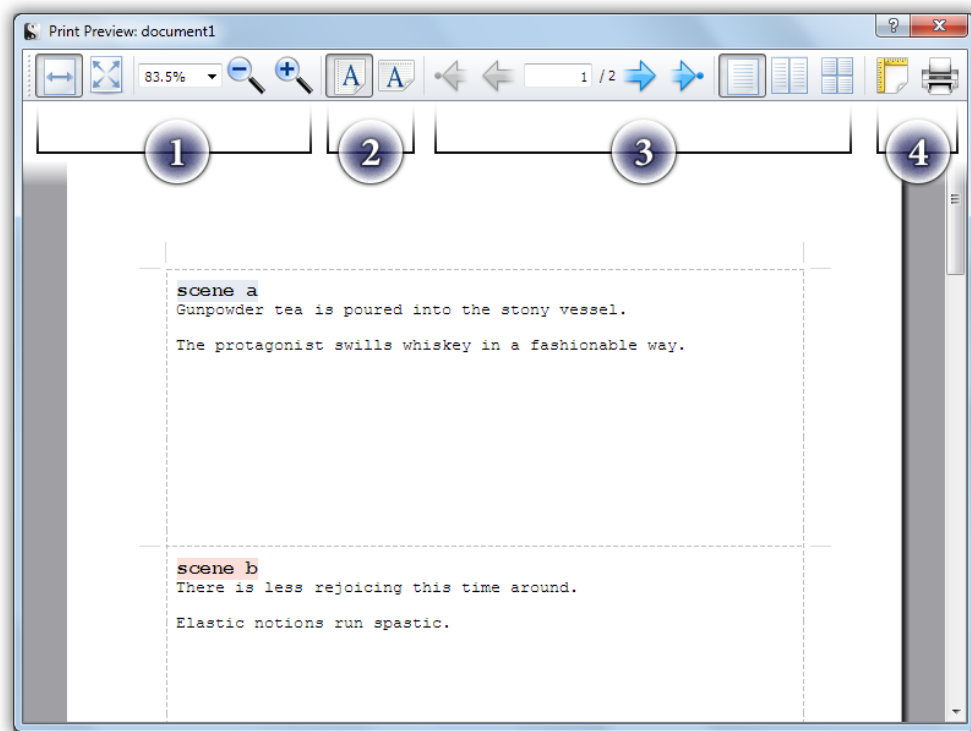 Print Preview: document1
83.5% 1 / 2
1 2 3 4
scene a
Gunpowder tea is poured into the stony vessel.
The protagonist swills whiskey in a fashionable way.
scene b
There is less rejoicing this time around.
Elastic notions run spastic.